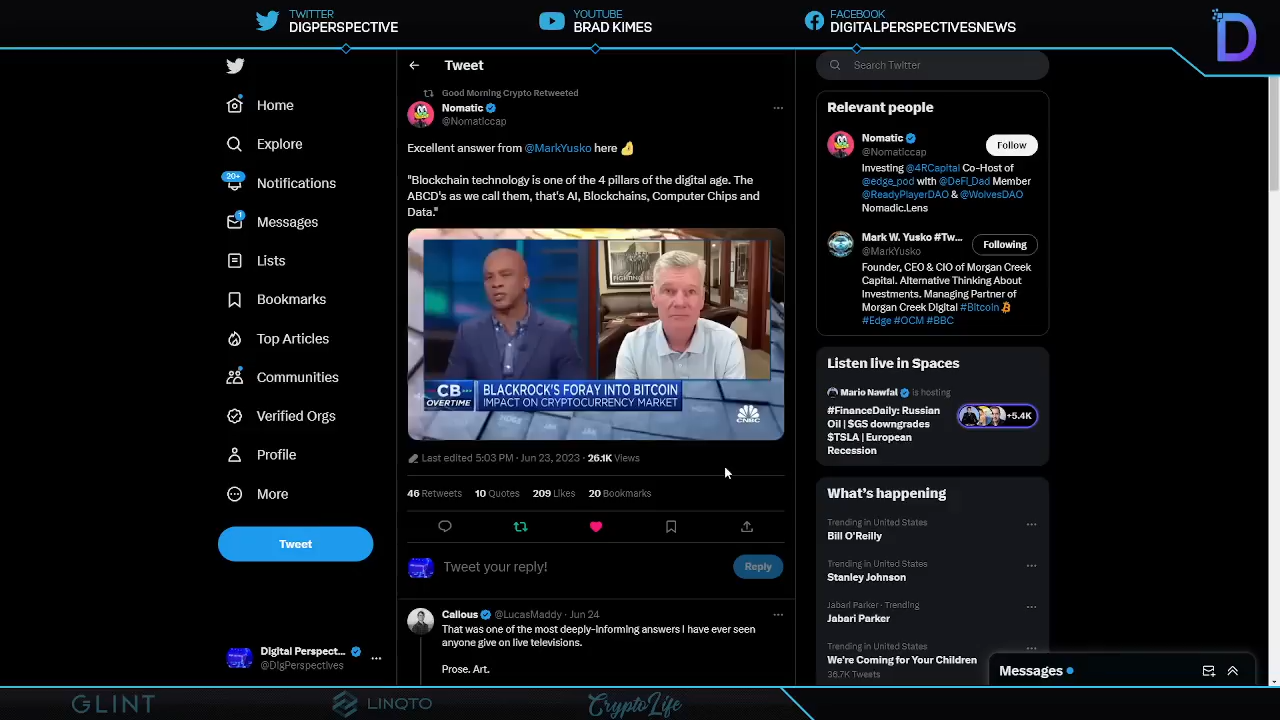 TWITTER
DIGPERSPECTIVE
YOUTUBE
BRAD KIMES
FACEBOOK
DIGITALPERSPECTIVESNEWS
D
Home
Explore
20+
Notifications
1
Messages
Lists
Bookmarks
Top Articles
Communities
Verified Orgs
Profile
More
Tweet
Digital Perspect...
@DigPerspectives
Tweet
Good Morning Crypto Retweeted
Nomatic
@Nomaticcap
Excellent answer from @MarkYusko here
"Blockchain technology is one of the 4 pillars of the digital age. The
ABCD's as we call them, that's AI, Blockchains, Computer Chips and
Data."
FIGHTING
CB
OVERTIME
BLACKROCK'S FORAY INTO BITCOIN
IMPACT ON CRYPTOCURRENCY MARKET
CNBC
Last edited 5:03 PM · Jun 23, 2023 · 26.1K Views
46 Retweets 10 Quotes 209 Likes 20 Bookmarks
Tweet your reply!
Reply
Callous @LucasMaddy · Jun 24
That was one of the most deeply-informing answers I have ever seen
anyone give on live televisions.
Prose. Art.
Search Twitter
Relevant people
Nomatic
@Nomaticcap
Follow
Investing @4RCapital Co-Host of
@edge_pod with @DeFi_Dad Member
@ReadyPlayerDAO & @WolvesDAO
Nomadic.Lens
Mark W. Yusko #Tw...
@MarkYusko
Following
Founder, CEO & CIO of Morgan Creek
Capital. Alternative Thinking About
Investments. Managing Partner of
Morgan Creek Digital #Bitcoin
#Edge #OCM #BBC
Listen live in Spaces
Mario Nawfal is hosting
#FinanceDaily: Russian
Oil | $GS downgrades
$TSLA | European
Recession
+5.4K
What's happening
Trending in United States
Bill O'Reilly
Trending in United States
Stanley Johnson
Jabari Parker · Trending
Jabari Parker
Trending in United States
We're Coming for Your Children
36.7K Tweets
Messages
GLINT
LINQTO
CryptoLife